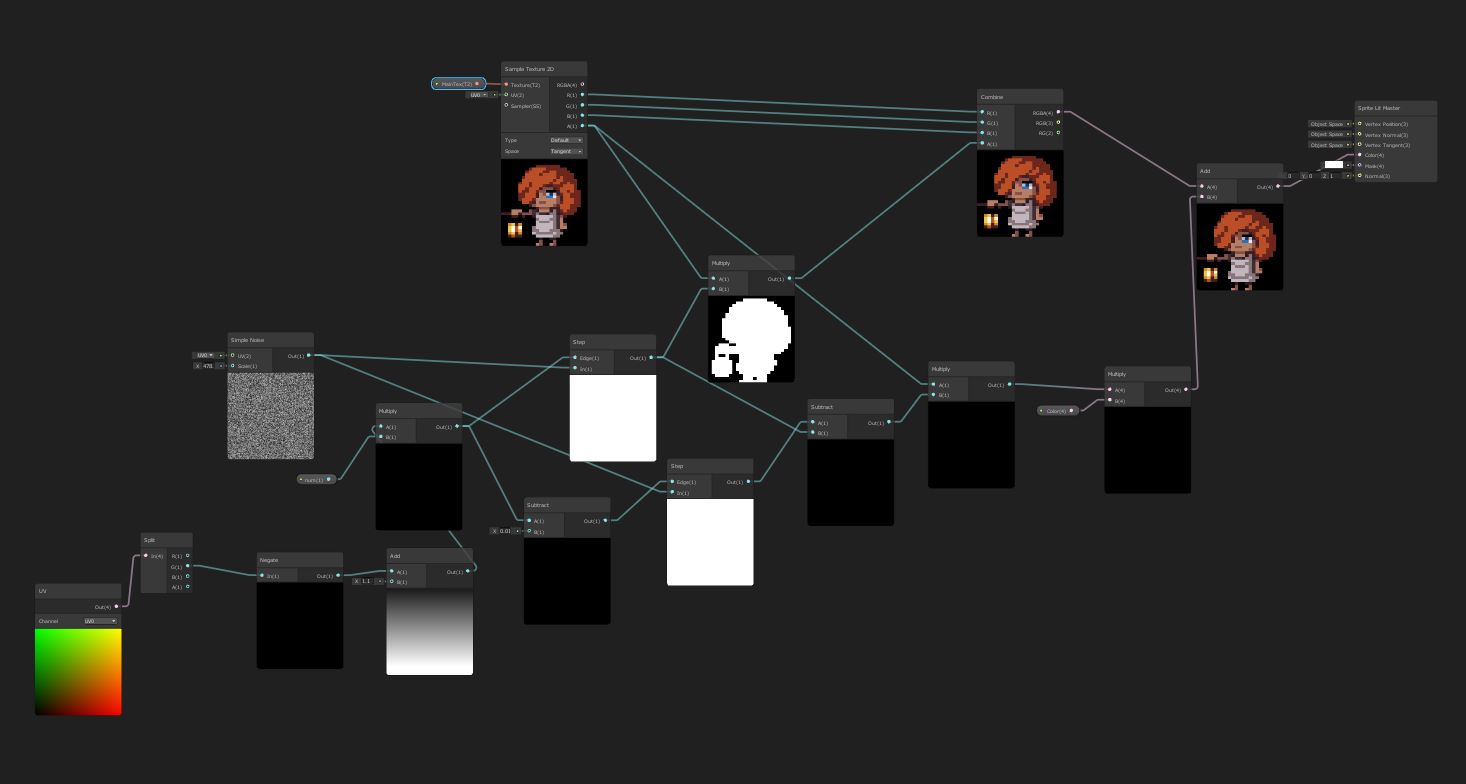 Sample Texture 2D
MainTex(T2)
Texture(T2)
RGBA(4)
UV0
UV(2)
R(1)
Sampler(SS)
G(1)
B(1)
A(1)
Type
Default
Space
Tangent
Combine
R(1)
RGBA(4)
G(1)
RGB(3)
B(1)
RG(2)
A(1)
Sprite Lit Master
Object Space
Vertex Position(3)
Object Space
Vertex Normal(3)
Object Space
Vertex Tangent(3)
Color(4)
Mask(4)
0 Y 0 Z 1
Normal(3)
Add
A(4)
Out(4)
B(4)
Multiply
A(1)
Out(1)
B(1)
Simple Noise
UV0
UV(2)
Out(1)
X 478.
Scale(1)
Step
Edge(1)
Out(1)
In(1)
Multiply
A(1)
Out(1)
B(1)
num(1)
Multiply
A(1)
Out(1)
B(1)
Multiply
A(4)
Out(4)
B(4)
Color(4)
Subtract
A(1)
Out(1)
B(1)
Step
Edge(1)
Out(1)
In(1)
Subtract
A(1)
Out(1)
X 0.01
B(1)
Split
In(4)
R(1)
G(1)
B(1)
A(1)
Negate
In(1)
Out(1)
Add
A(1)
Out(1)
X 1.1
B(1)
UV
Out(4)
Channel
UV0